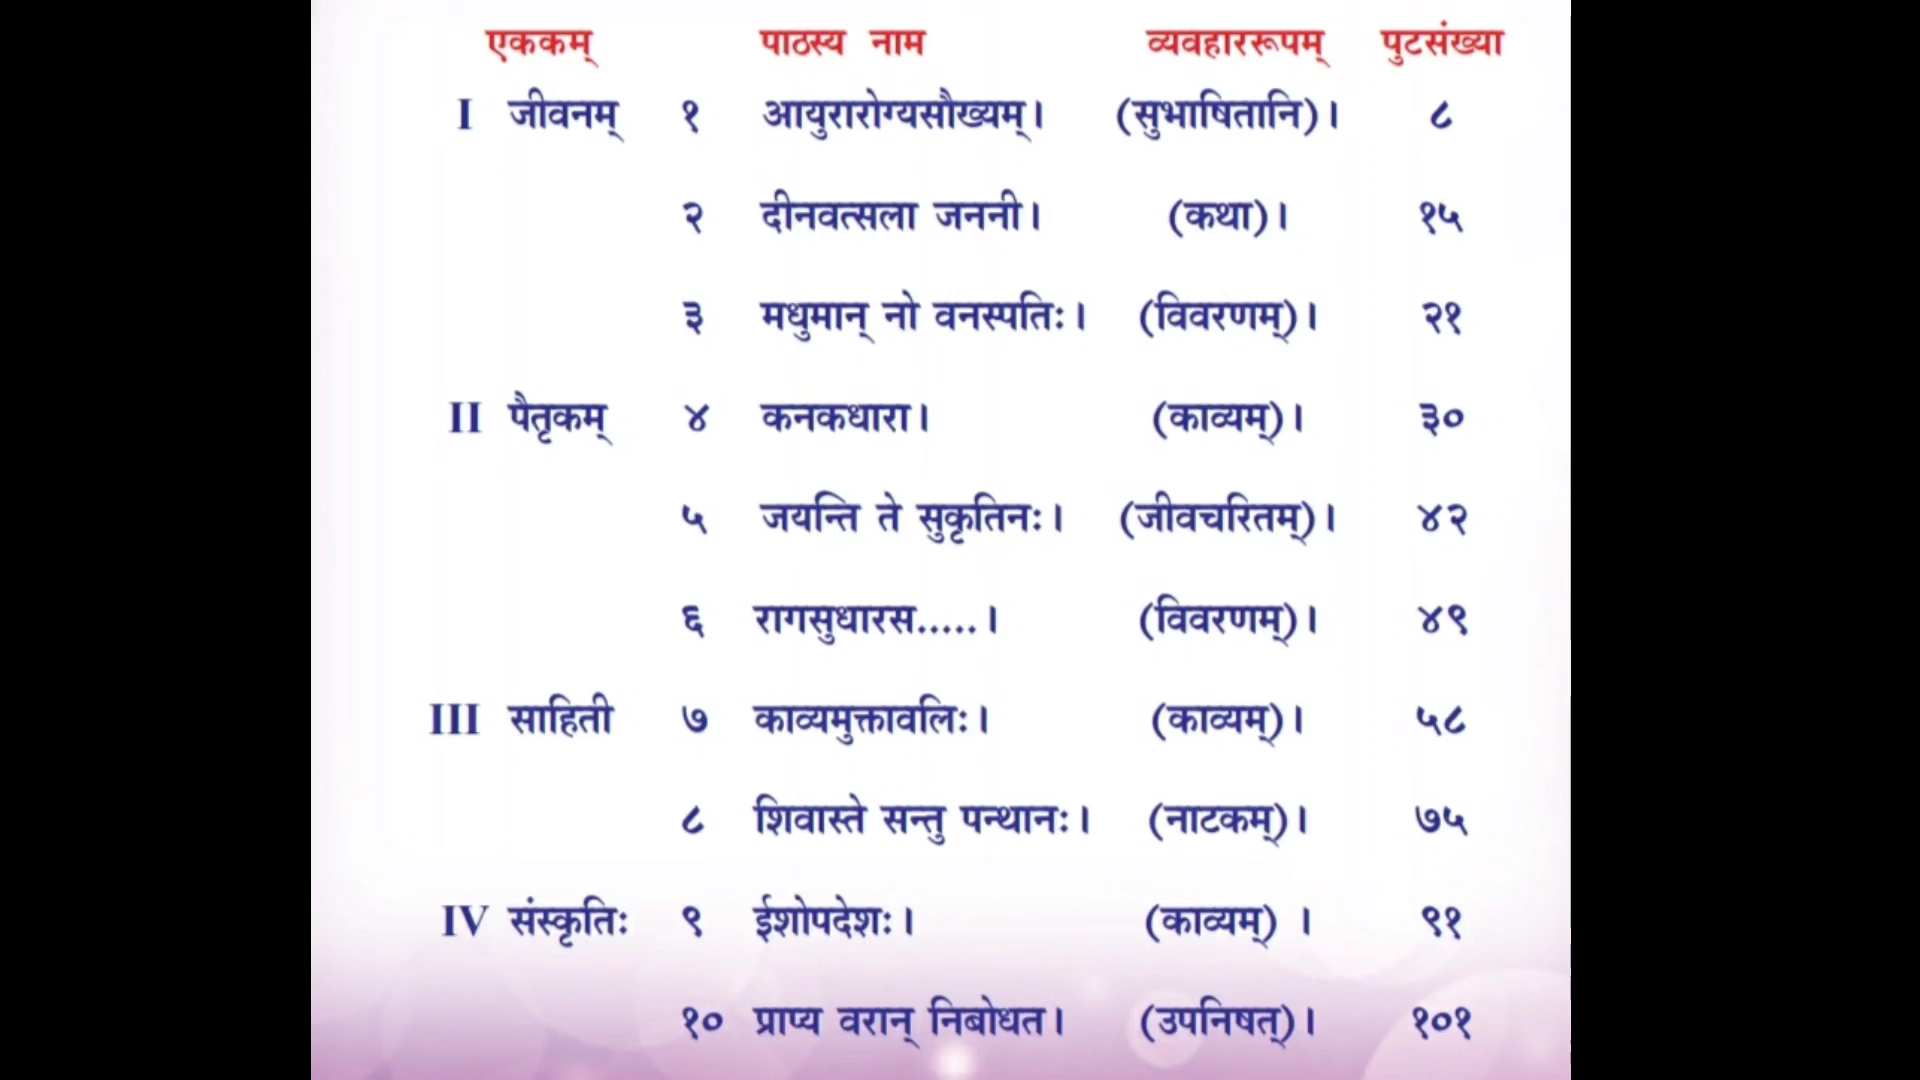 एककम् पाठस्य नाम व्यवहाररूपम् पुटसंख्या
I जीवनम् १ आयुरारोग्यसौख्यम्। (सुभाषितानि)। ८
२ दीनवत्सला जननी। (कथा)। १५
३ मधुमान् नो वनस्पतिः। (विवरणम्)। २१
II पैतृकम् ४ कनकधारा। (काव्यम्)। ३०
५ जयन्ति ते सुकृतिनः। (जीवचरितम्)। ४२
६ रागसुधारस.....। (विवरणम्)। ४९
III साहिती ७ काव्यमुक्तावलिः। (काव्यम्)। ५८
८ शिवास्ते सन्तु पन्थानः। (नाटकम्)। ७५
IV संस्कृतिः ९ ईशोपदेशः। (काव्यम्) । ९१
१० प्राप्य वरान् निबोधत। (उपनिषत्)। १०१